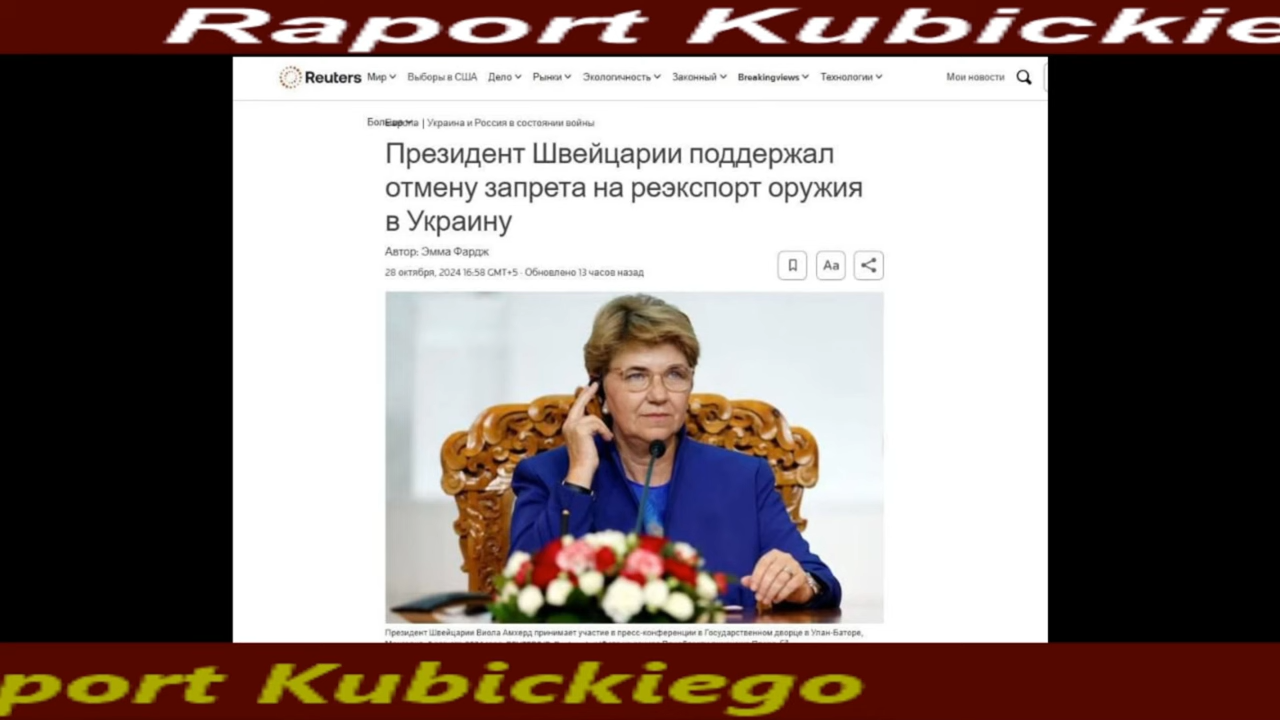 Raport Kubickie
Reuters Мир Выборы в США Дело Рынки Экологичность Законный Breakingviews Технологии Мои новости
| Украина и Россия в состоянии войны
Президент Швейцарии поддержал
отмену запрета на реэкспорт оружия
в Украину
Автор: Эмма Фардж
28 октября, 2024 16:58 GMT+5 · Обновлено 13 часов назад
Aa
Президент Швейцарии Виола Амхерд принимает участие в пресс-конференции в Государственном дворце в Улан-Баторе,
port Kubickiego